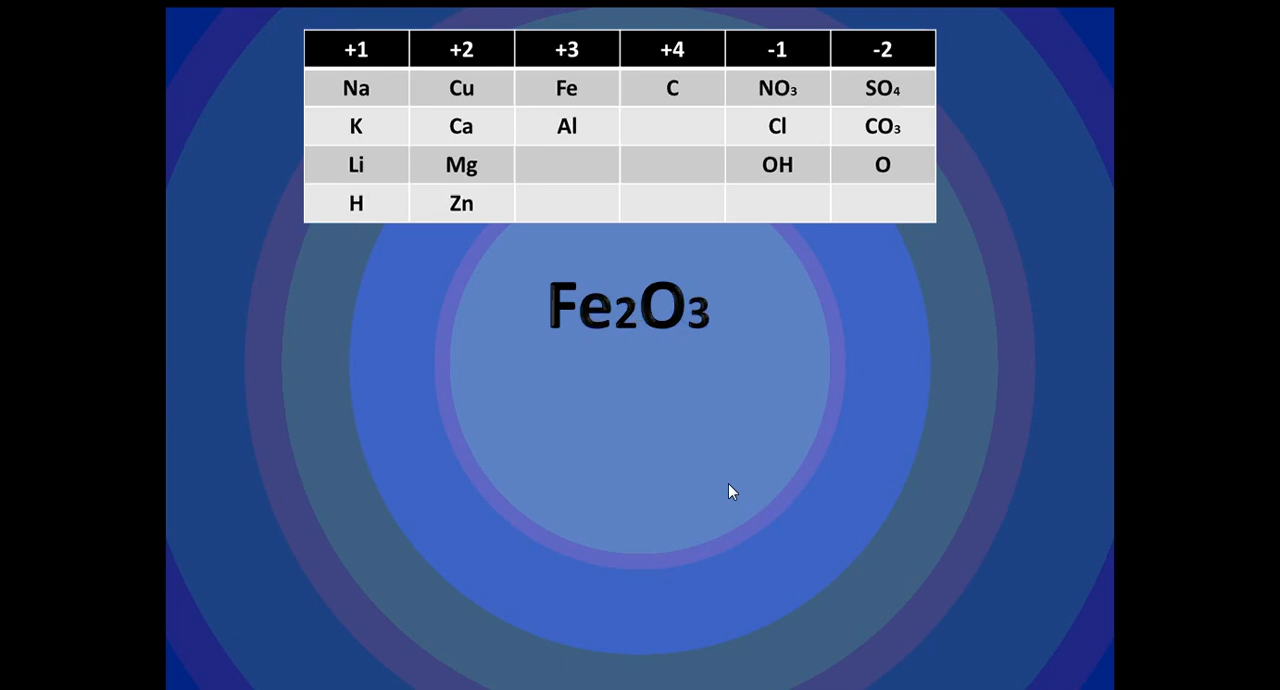 +1 +2 +3 +4 -1 -2
Na Cu Fe C NO₃ SO₄
K Ca Al Cl CO₃
Li Mg OH O
H Zn
Fe₂O₃